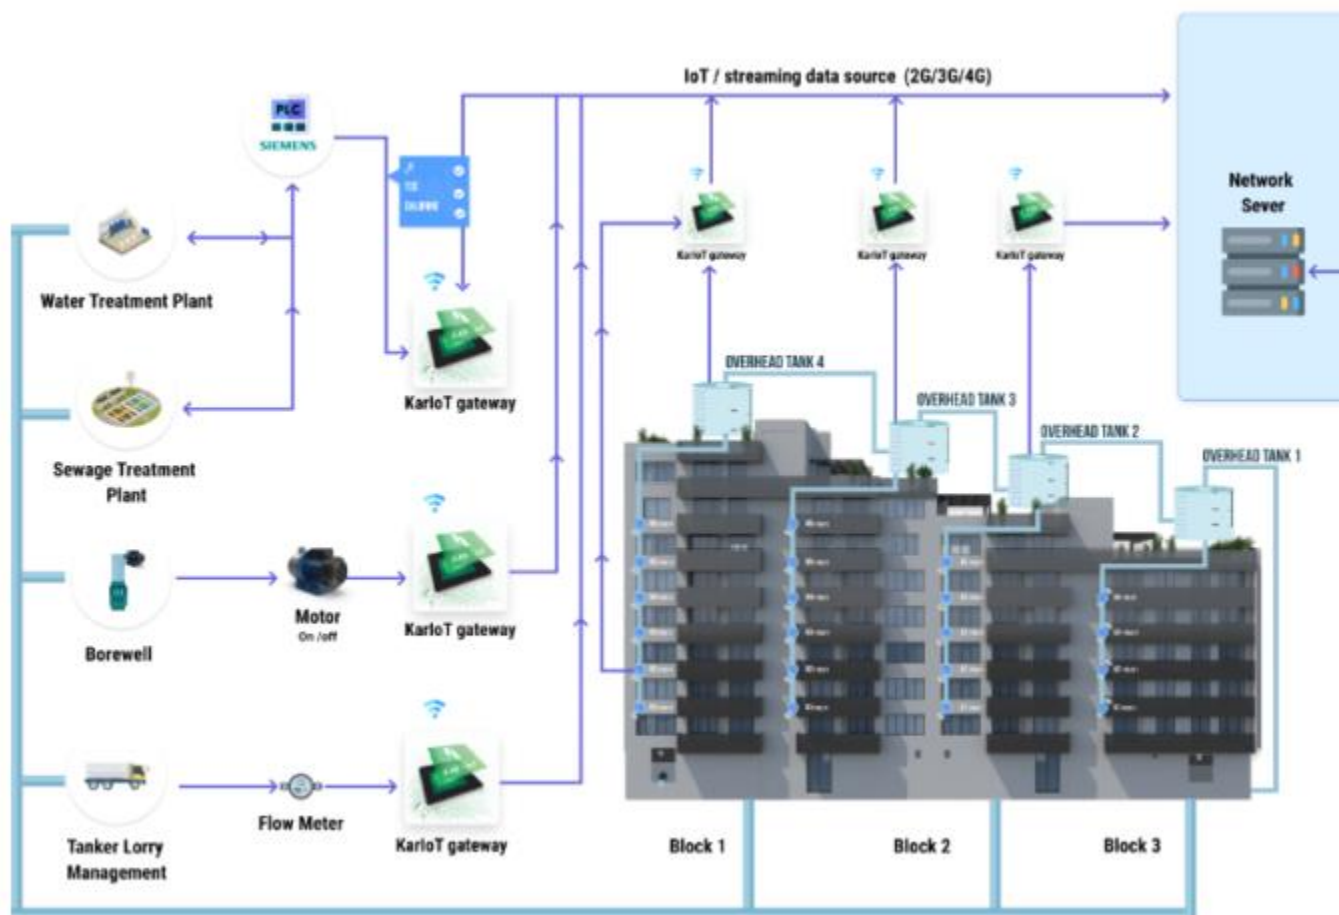 IoT / streaming data source (2G/3G/4G)
PLC
SIEMENS
Network
Sever
KarIoT gateway
KarIoT gateway
KarIoT gateway
Water Treatment Plant
KarIoT gateway
OVERHEAD TANK 4
OVERHEAD TANK 3
OVERHEAD TANK 2
OVERHEAD TANK 1
Sewage Treatment
Plant
Motor
On /off
KarIoT gateway
Borewell
Flow Meter
KarIoT gateway
Tanker Lorry
Management
Block 1
Block 2
Block 3